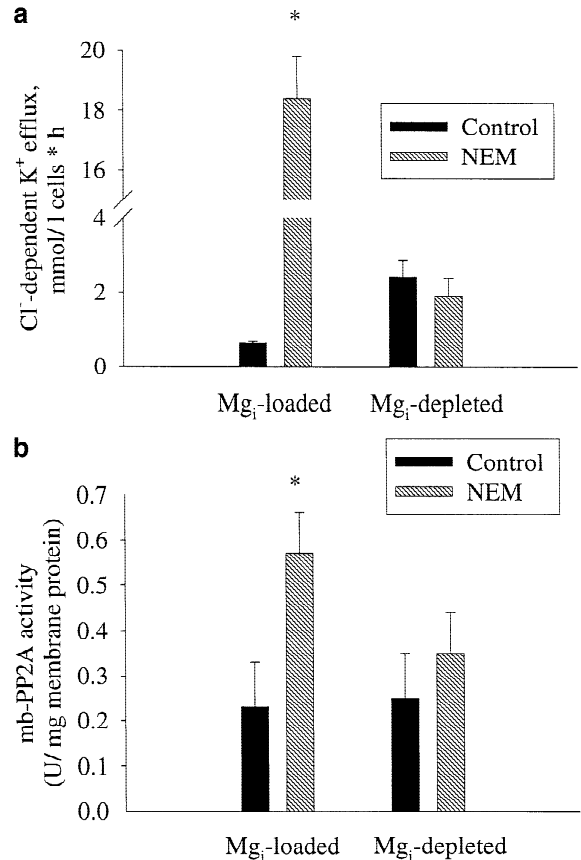 a
*
Cl⁻-dependent K⁺ efflux,
mmol/ l cells * h
20
18
16
4
2
0
Control
NEM
Mgᵢ-loaded
Mgᵢ-depleted
b
Control
NEM
*
mb-PP2A activity
(U/ mg membrane protein)
0.7
0.6
0.5
0.4
0.3
0.2
0.1
0.0
Mgᵢ-loaded
Mgᵢ-depleted